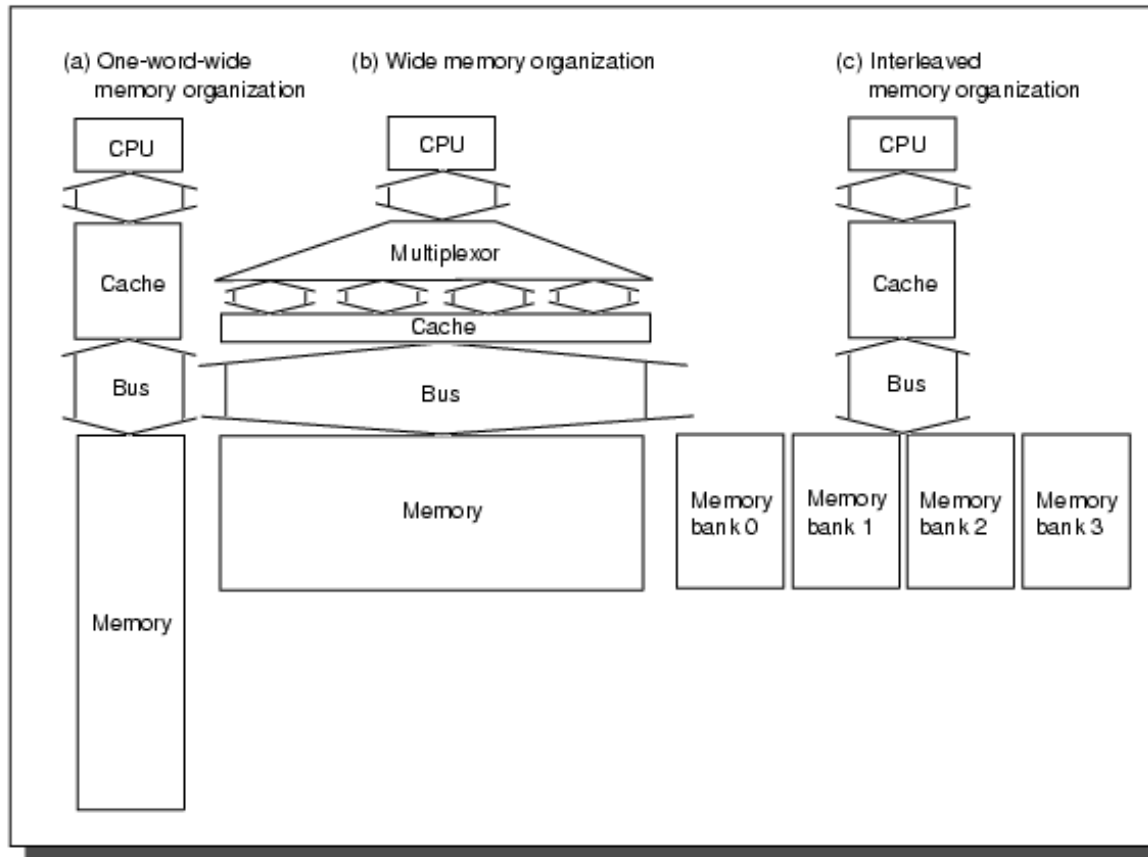 (a) One-word-wide
memory organization
CPU
Cache
Bus
Memory
(b) Wide memory organization
CPU
Multiplexor
Cache
Bus
Memory
(c) Interleaved
memory organization
CPU
Cache
Bus
Memory
bank 0
Memory
bank 1
Memory
bank 2
Memory
bank 3